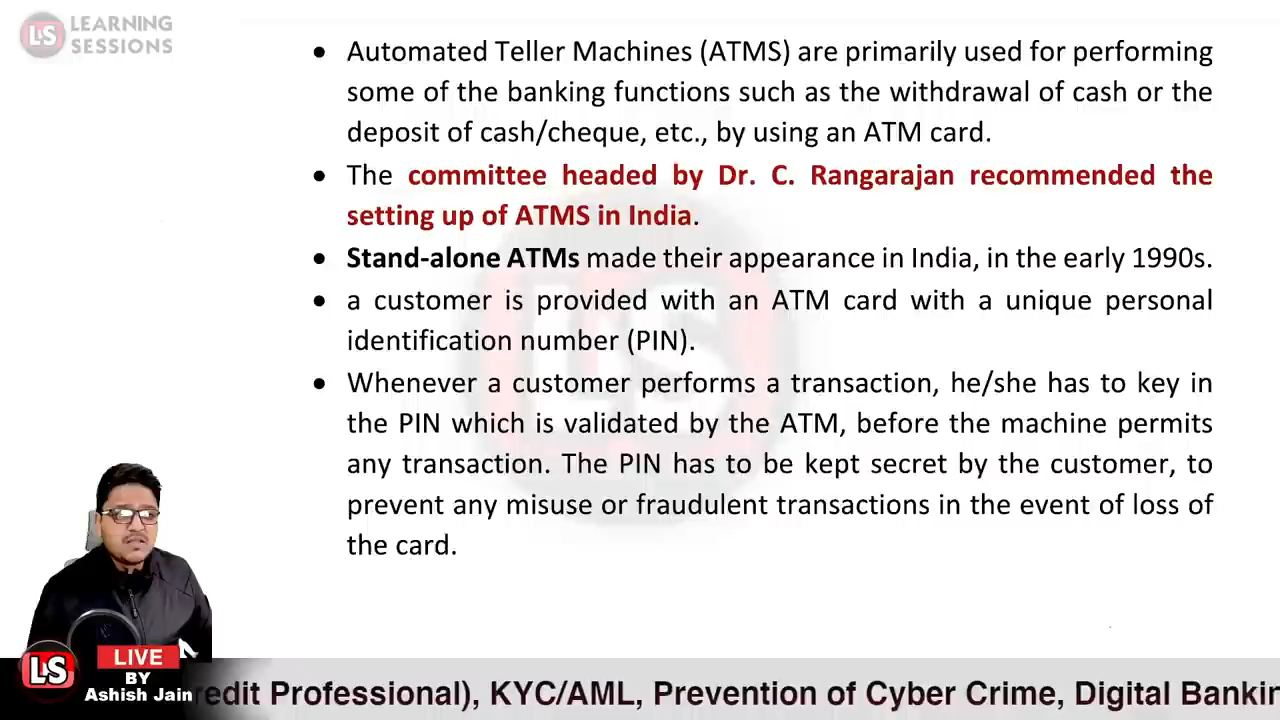 LS LEARNING
SESSIONS
• Automated Teller Machines (ATMS) are primarily used for performing
some of the banking functions such as the withdrawal of cash or the
deposit of cash/cheque, etc., by using an ATM card.
• The committee headed by Dr. C. Rangarajan recommended the
setting up of ATMS in India.
• Stand-alone ATMs made their appearance in India, in the early 1990s.
• a customer is provided with an ATM card with a unique personal
identification number (PIN).
• Whenever a customer performs a transaction, he/she has to key in
the PIN which is validated by the ATM, before the machine permits
any transaction. The PIN has to be kept secret by the customer, to
prevent any misuse or fraudulent transactions in the event of loss of
the card.
LS
LS LIVE
BY
Ashish Jain
redit Professional), KYC/AML, Prevention of Cyber Crime, Digital Bankin